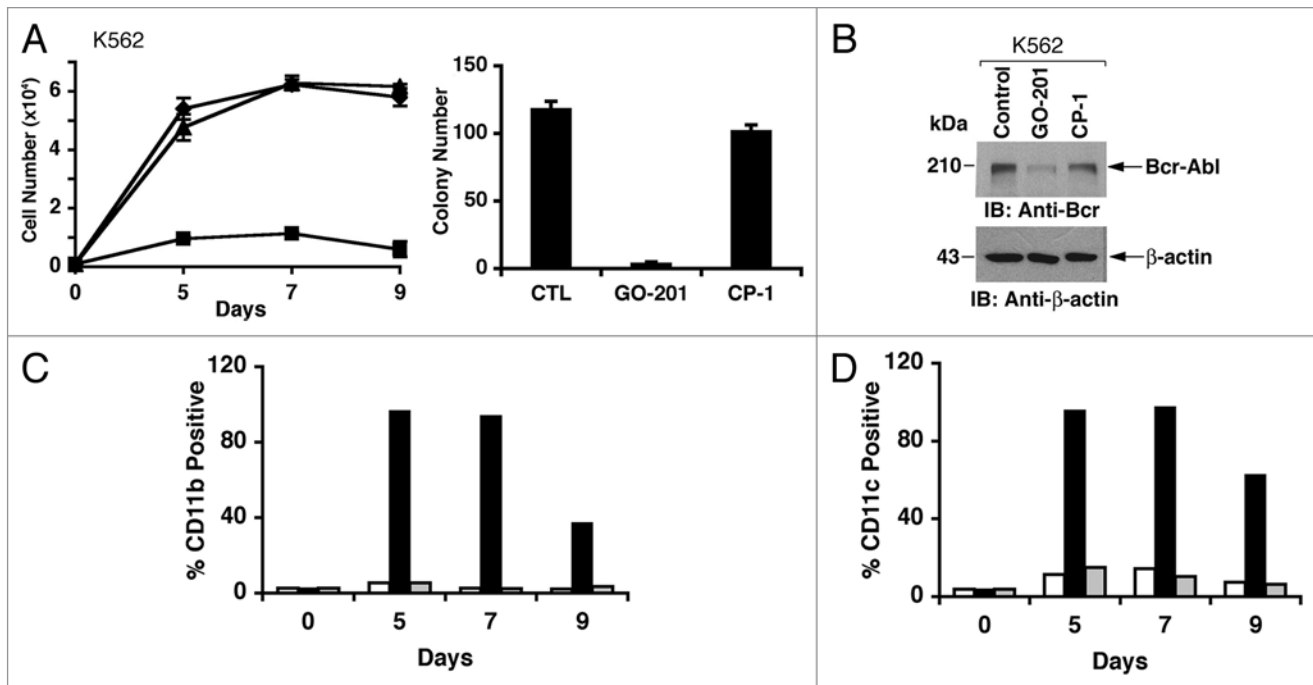 A
K562
Cell Number (x10⁴)
6
4
2
0
0 5 7 9
Days
Colony Number
150
100
50
0
CTL GO-201 CP-1
B
K562
kDa Control GO-201 CP-1
210 Bcr-Abl
IB: Anti-Bcr
43 β-actin
IB: Anti-β-actin
C
% CD11b Positive
120
80
40
0
0 5 7 9
Days
D
% CD11c Positive
120
80
40
0
0 5 7 9
Days